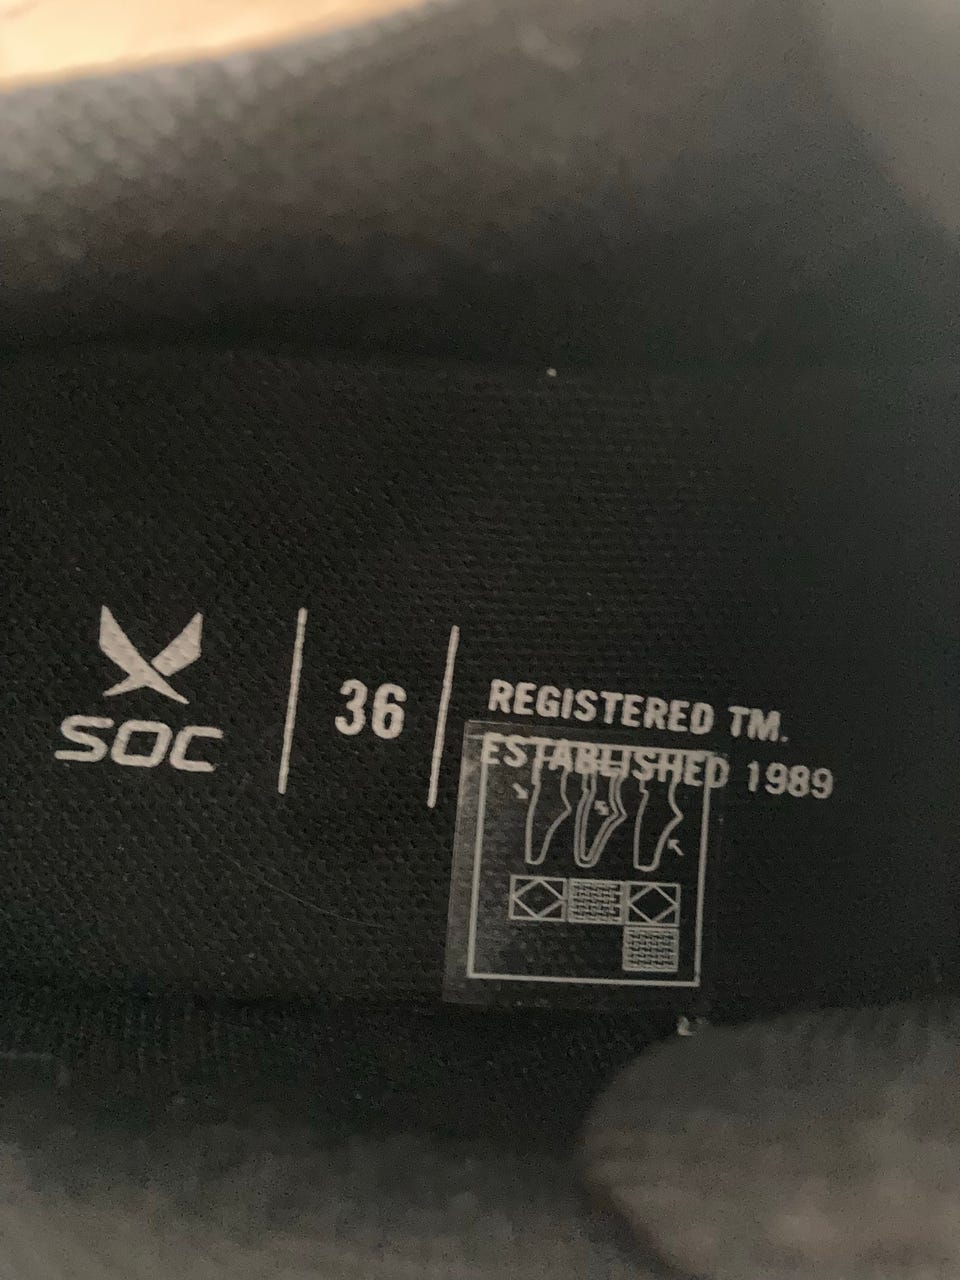 SOC
36
REGISTERED TM.
ESTABLISHED 1989